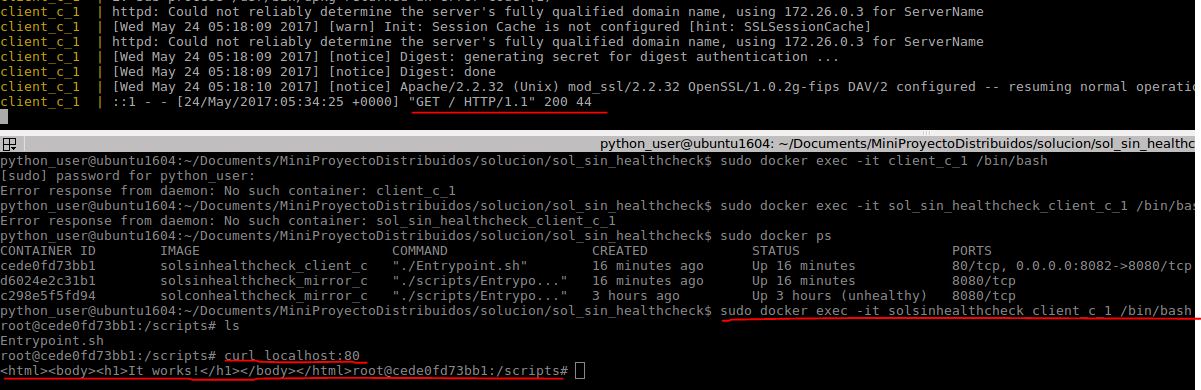 client_c_1 | httpd: Could not reliably determine the server's fully qualified domain name, using 172.26.0.3 for ServerName
client_c_1 | [Wed May 24 05:18:09 2017] [warn] Init: Session Cache is not configured [hint: SSLSessionCache]
client_c_1 | httpd: Could not reliably determine the server's fully qualified domain name, using 172.26.0.3 for ServerName
client_c_1 | [Wed May 24 05:18:09 2017] [notice] Digest: generating secret for digest authentication ...
client_c_1 | [Wed May 24 05:18:09 2017] [notice] Digest: done
client_c_1 | [Wed May 24 05:18:10 2017] [notice] Apache/2.2.32 (Unix) mod_ssl/2.2.32 OpenSSL/1.0.2g-fips DAV/2 configured -- resuming normal operatio
client_c_1 | ::1 - - [24/May/2017:05:34:25 +0000] "GET / HTTP/1.1" 200 44
python_user@ubuntu1604: ~/Documents/MiniProyectoDistribuidos/solucion/sol_sin_healthc
python_user@ubuntu1604:~/Documents/MiniProyectoDistribuidos/solucion/sol_sin_healthcheck$ sudo docker exec -it client_c_1 /bin/bash
[sudo] password for python_user:
Error response from daemon: No such container: client_c_1
python_user@ubuntu1604:~/Documents/MiniProyectoDistribuidos/solucion/sol_sin_healthcheck$ sudo docker exec -it sol_sin_healthcheck_client_c_1 /bin/bas
Error response from daemon: No such container: sol_sin_healthcheck_client_c_1
python_user@ubuntu1604:~/Documents/MiniProyectoDistribuidos/solucion/sol_sin_healthcheck$ sudo docker ps
CONTAINER ID IMAGE COMMAND CREATED STATUS PORTS
cede0fd73bb1 solsinhealthcheck_client_c "./Entrypoint.sh" 16 minutes ago Up 16 minutes 80/tcp, 0.0.0.0:8082->8080/tcp
d6024e2c31b1 solsinhealthcheck_mirror_c "./scripts/Entrypo..." 16 minutes ago Up 16 minutes 8080/tcp
c298e5f5fd94 solconhealthcheck_mirror_c "./scripts/Entrypo..." 3 hours ago Up 3 hours (unhealthy) 8080/tcp
python_user@ubuntu1604:~/Documents/MiniProyectoDistribuidos/solucion/sol_sin_healthcheck$ sudo docker exec -it solsinhealthcheck_client_c_1 /bin/bash
root@cede0fd73bb1:/scripts# ls
Entrypoint.sh
root@cede0fd73bb1:/scripts# curl localhost:80
<html><body><h1>It works!</h1></body></html>root@cede0fd73bb1:/scripts#